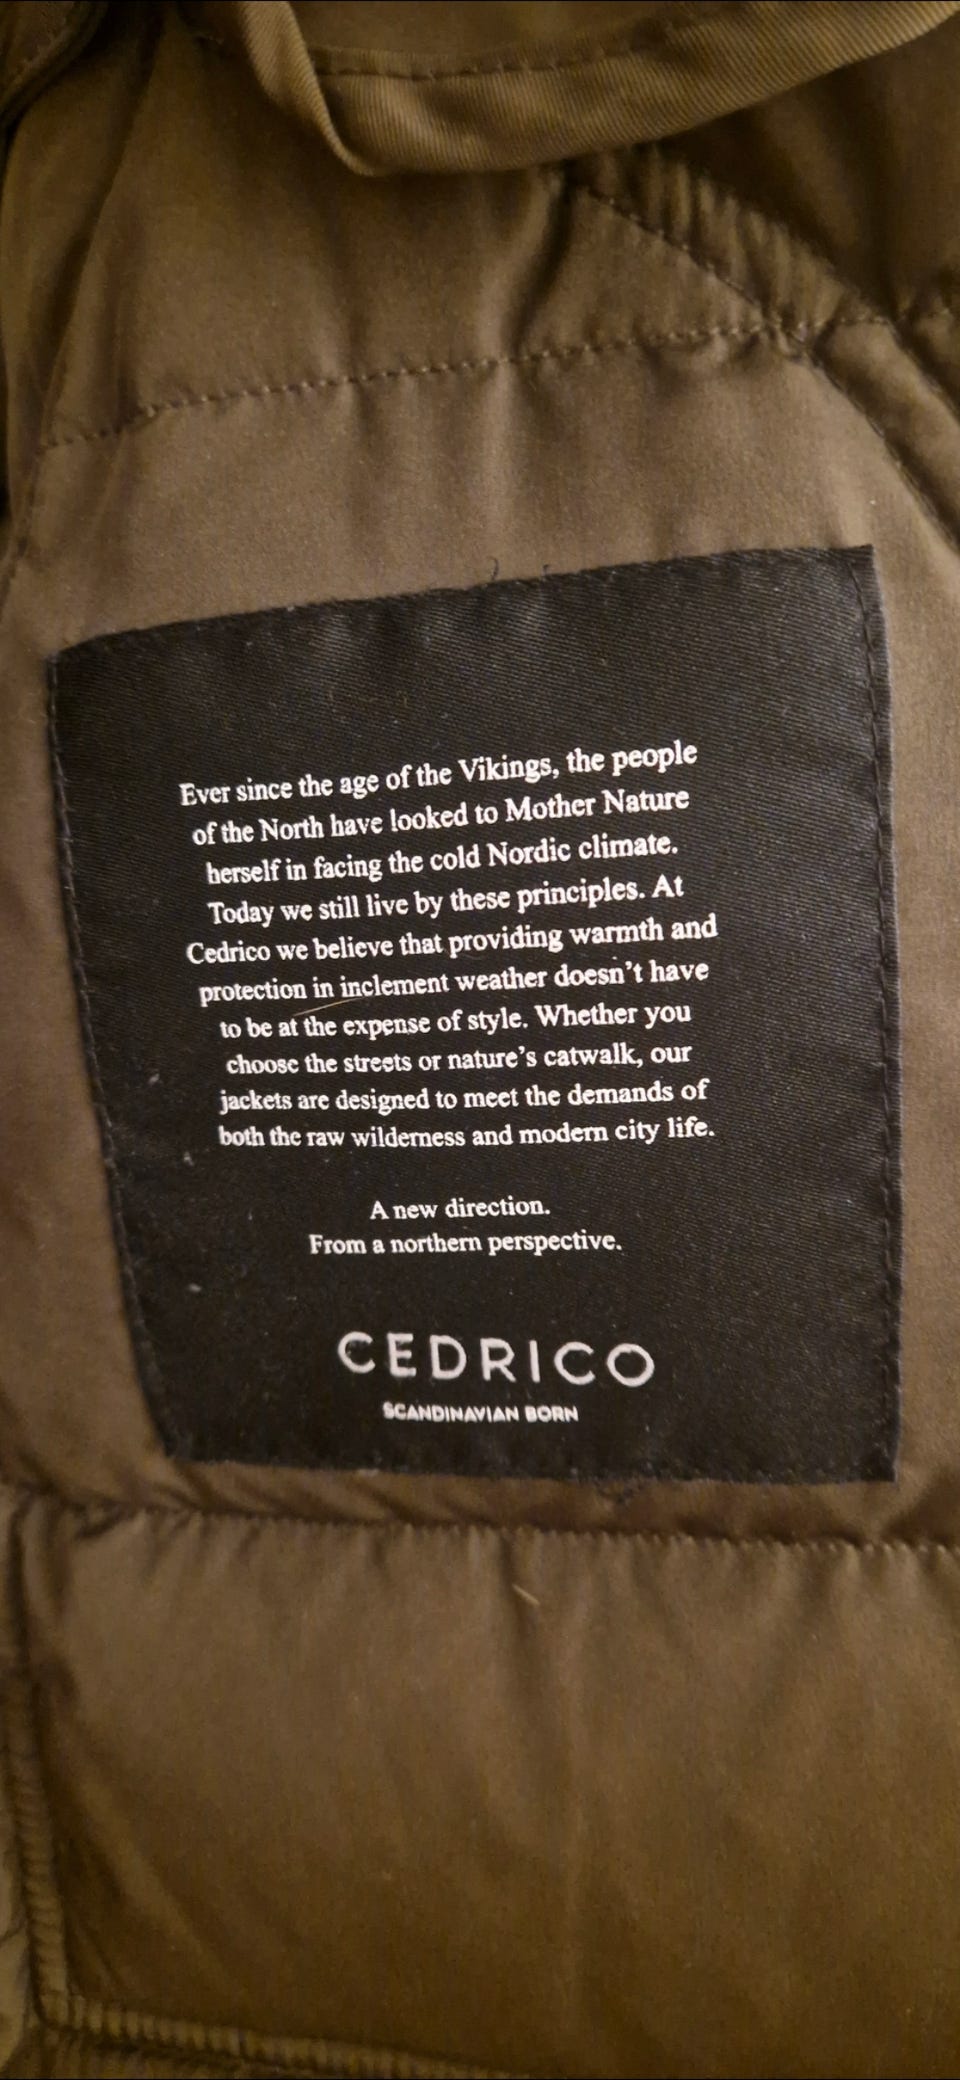 Ever since the age of the Vikings, the people
of the North have looked to Mother Nature
herself in facing the cold Nordic climate.
Today we still live by these principles. At
Cedrico we believe that providing warmth and
protection in inclement weather doesn't have
to be at the expense of style. Whether you
choose the streets or nature's catwalk, our
jackets are designed to meet the demands of
both the raw wilderness and modern city life.
A new direction.
From a northern perspective.
CEDRICO
SCANDINAVIAN BORN